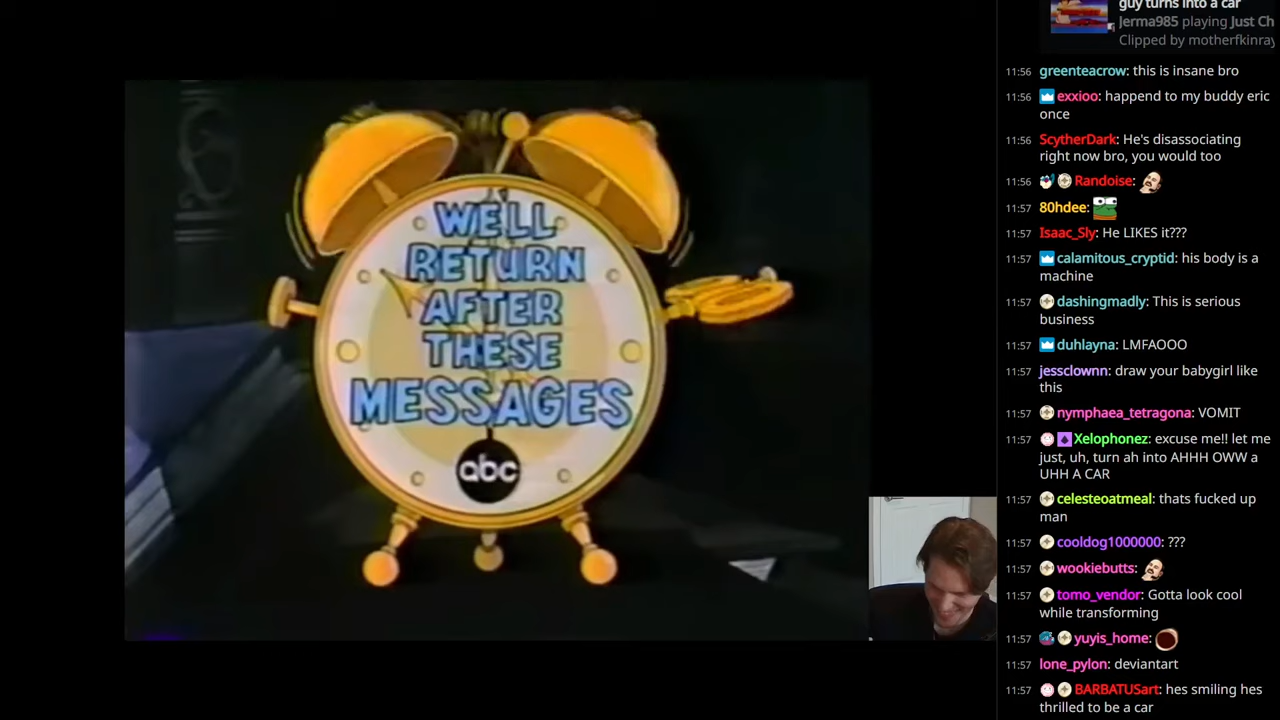 WE'LL
RETURN
AFTER
THESE
MESSAGES
abc
guy turns into a car
Jerma985 playing Just Ch
Clipped by motherfkinray
11:56 greenteacrow: this is insane bro
11:56 exxioo: happend to my buddy eric
once
11:56 ScytherDark: He's disassociating
right now bro, you would too
11:56 Randoise:
11:57 80hdee:
11:57 Isaac_Sly: He LIKES it???
11:57 calamitous_cryptid: his body is a
machine
11:57 dashingmadly: This is serious
business
11:57 duhlayna: LMFAOOO
11:57 jessclownn: draw your babygirl like
this
11:57 nymphaea_tetragona: VOMIT
11:57 Xelophonez: excuse me!! let me
just, uh, turn ah into AHHH OWW a
UHH A CAR
11:57 celesteoatmeal: thats fucked up
man
11:57 cooldog1000000: ???
11:57 wookiebutts:
11:57 tomo_vendor: Gotta look cool
while transforming
11:57 yuyis_home:
11:57 lone_pylon: deviantart
11:57 BARBATUSart: hes smiling hes
thrilled to be a car